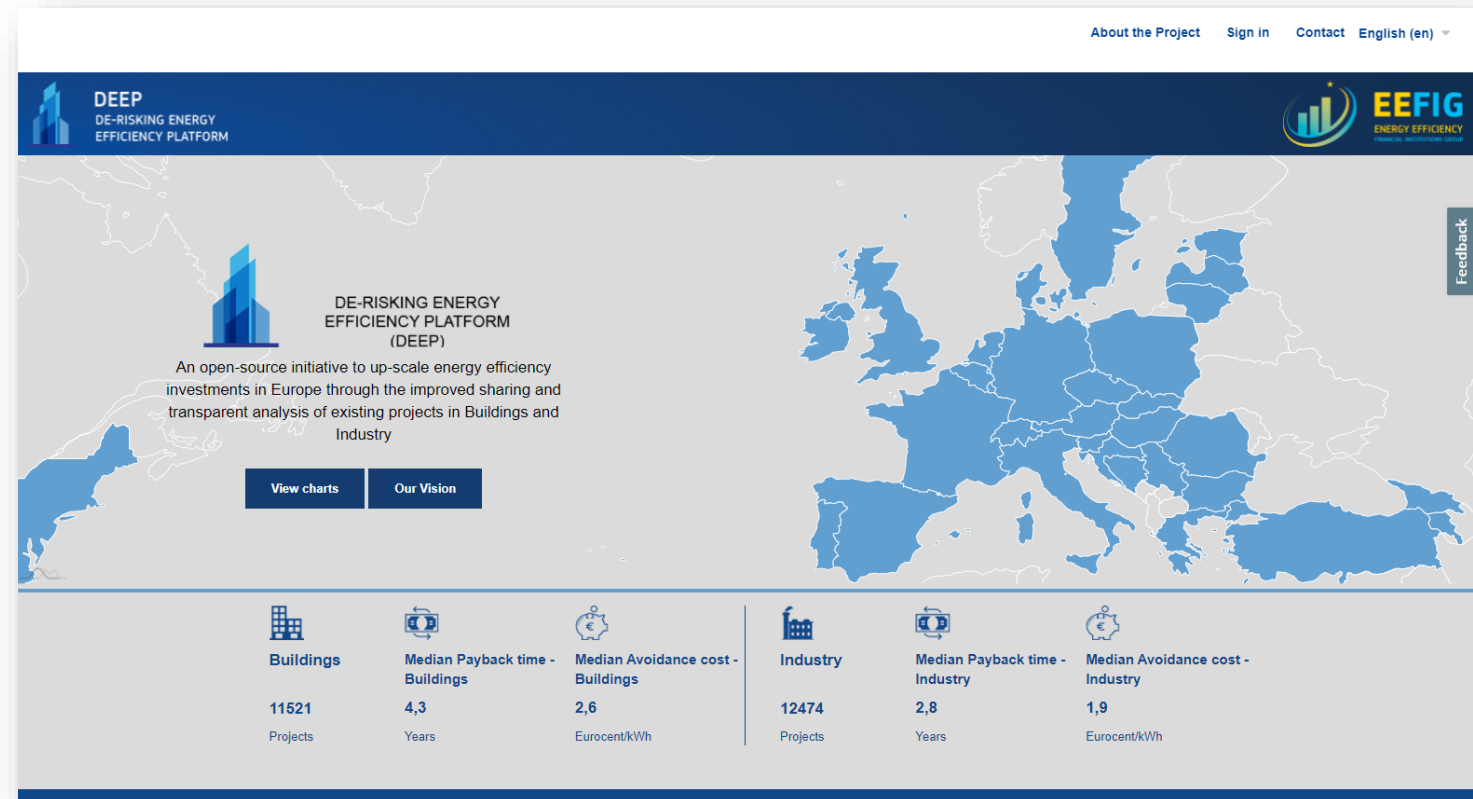 About the Project Sign in Contact English (en)
DEEP
DE-RISKING ENERGY
EFFICIENCY PLATFORM
EEFIG
ENERGY EFFICIENCY
FINANCIAL INSTITUTIONS GROUP
Feedback
DE-RISKING ENERGY
EFFICIENCY PLATFORM
(DEEP)
An open-source initiative to up-scale energy efficiency
investments in Europe through the improved sharing and
transparent analysis of existing projects in Buildings and
Industry
View charts Our Vision
Buildings
11521
Projects
Median Payback time -
Buildings
4,3
Years
Median Avoidance cost -
Buildings
2,6
Eurocent/kWh
Industry
12474
Projects
Median Payback time -
Industry
2,8
Years
Median Avoidance cost -
Industry
1,9
Eurocent/kWh